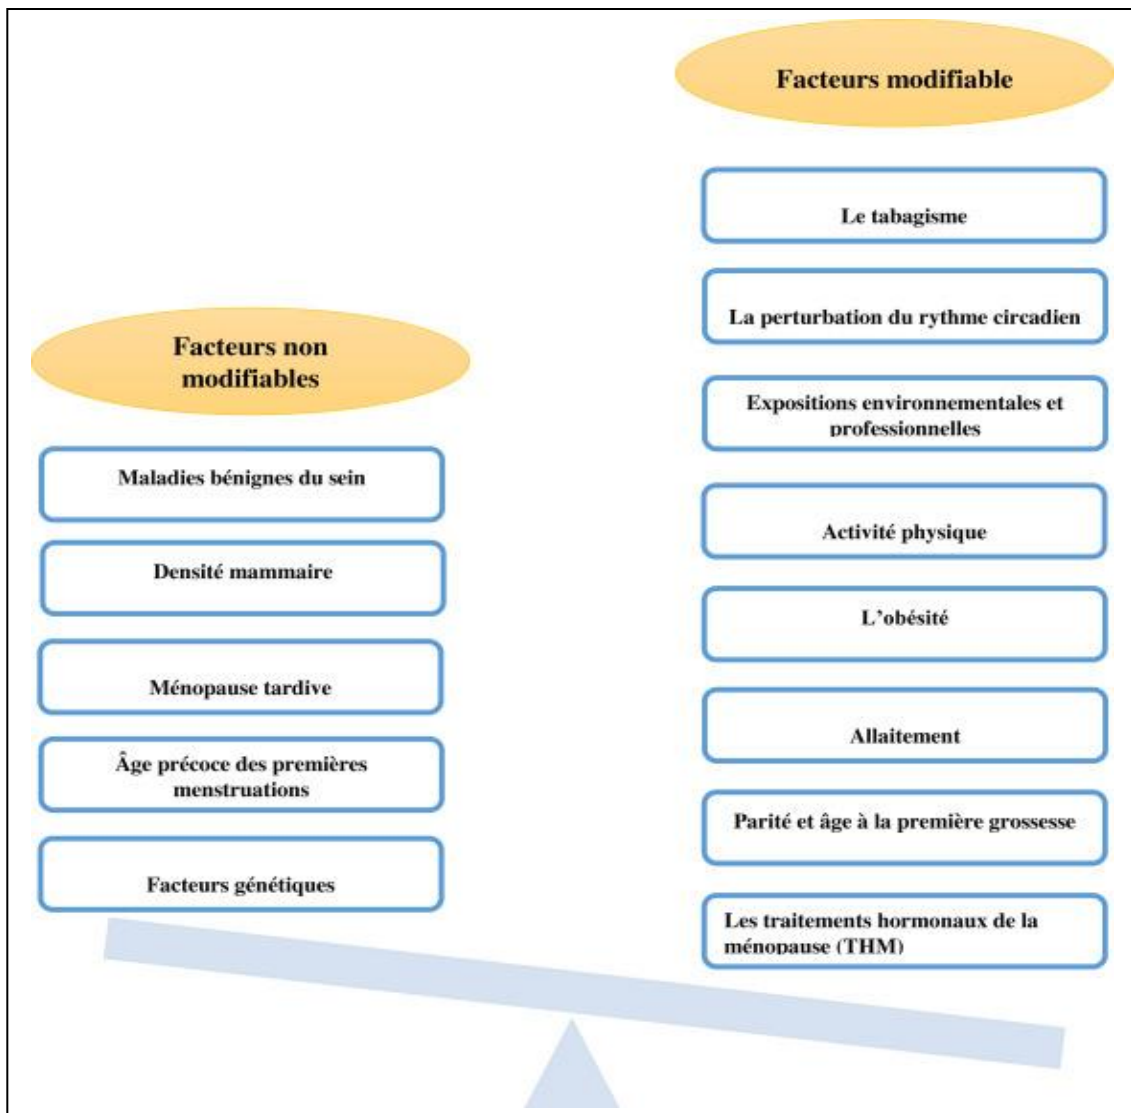 Facteurs modifiable
Le tabagisme
La perturbation du rythme circadien
Expositions environnementales et
professionnelles
Activité physique
L'obésité
Allaitement
Parité et âge à la première grossesse
Les traitements hormonaux de la
ménopause (THM)
Facteurs non
modifiables
Maladies bénignes du sein
Densité mammaire
Ménopause tardive
Âge précoce des premières
menstruations
Facteurs génétiques